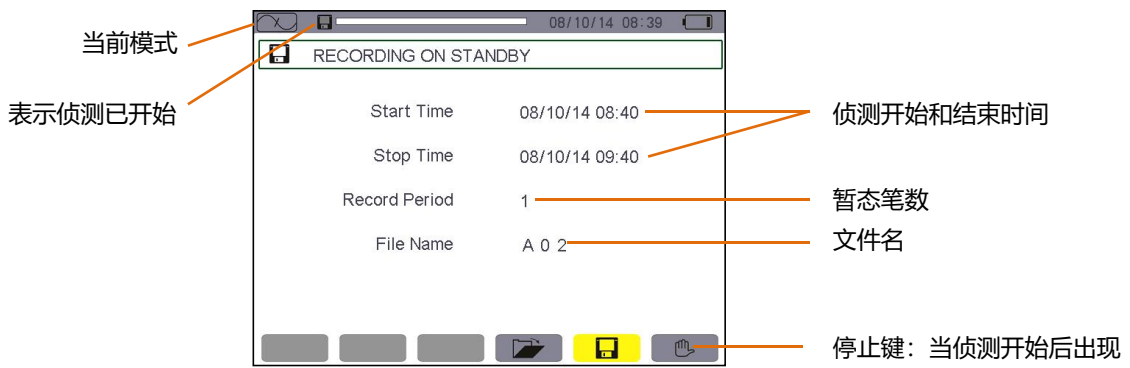 08/10/14 08:39
当前模式
RECORDING ON STANDBY
表示侦测已开始
Start Time 08/10/14 08:40
侦测开始和结束时间
Stop Time 08/10/14 09:40
Record Period 1
暂态笔数
File Name A 0 2
文件名
停止键：当侦测开始后出现